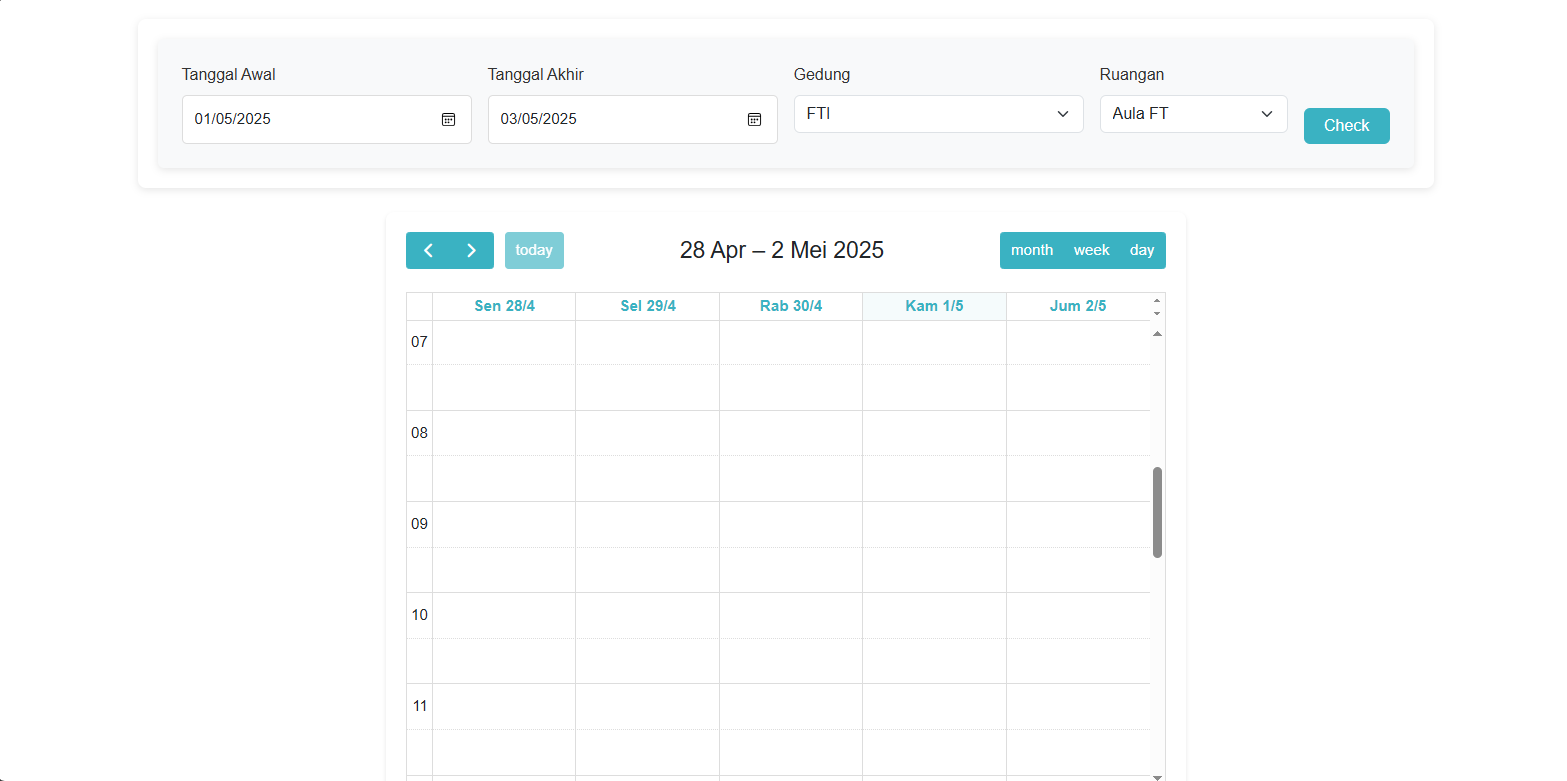 Tanggal Awal Tanggal Akhir Gedung Ruangan
01/05/2025 03/05/2025 FTI Aula FT
Check
today 28 Apr – 2 Mei 2025 month week day
Sen 28/4 Sel 29/4 Rab 30/4 Kam 1/5 Jum 2/5
07
08
09
10
11